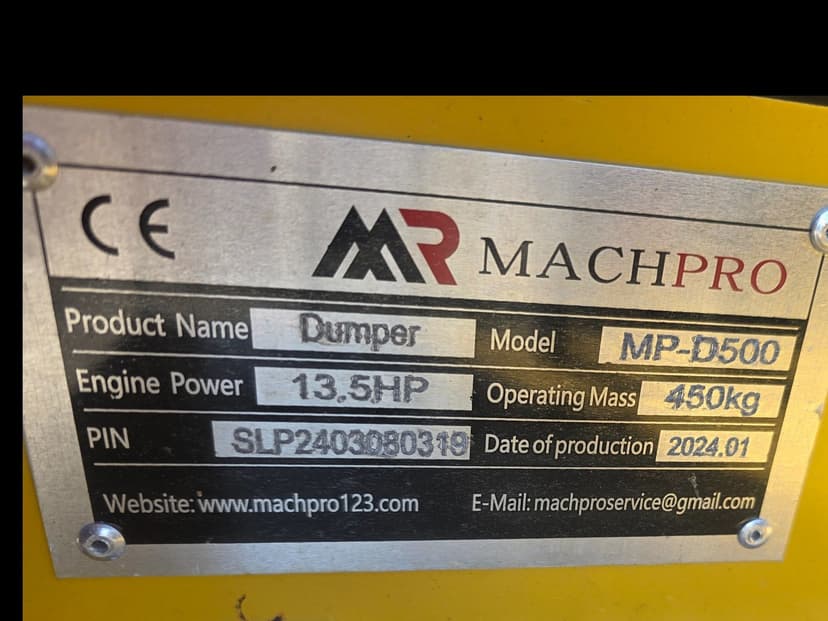 CE MR MACHPRO
Product Name Dumper Model MP-D500
Engine Power 13.5HP Operating Mass 450kg
PIN SLP2403080319 Date of production 2024.01
Website: www.machpro123.com E-Mail: machproservice@gmail.com